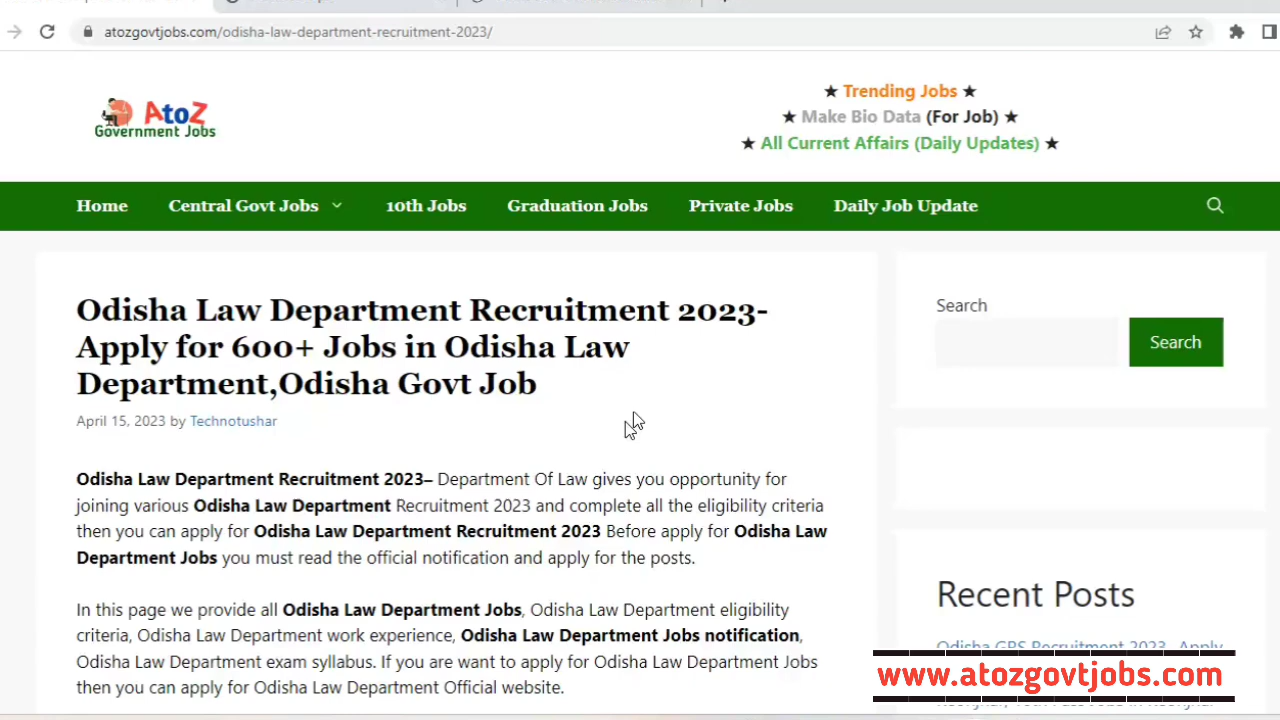 atozgovtjobs.com/odisha-law-department-recruitment-2023/
AtoZ
Government Jobs
★ Trending Jobs ★
★ Make Bio Data (For Job) ★
★ All Current Affairs (Daily Updates) ★
Home Central Govt Jobs 10th Jobs Graduation Jobs Private Jobs Daily Job Update
Odisha Law Department Recruitment 2023-
Apply for 600+ Jobs in Odisha Law
Department,Odisha Govt Job
April 15, 2023 by Technotushar
Odisha Law Department Recruitment 2023– Department Of Law gives you opportunity for
joining various Odisha Law Department Recruitment 2023 and complete all the eligibility criteria
then you can apply for Odisha Law Department Recruitment 2023 Before apply for Odisha Law
Department Jobs you must read the official notification and apply for the posts.
In this page we provide all Odisha Law Department Jobs, Odisha Law Department eligibility
criteria, Odisha Law Department work experience, Odisha Law Department Jobs notification,
Odisha Law Department exam syllabus. If you are want to apply for Odisha Law Department Jobs
then you can apply for Odisha Law Department Official website.
Search
Search
Recent Posts
Odisha GRS Recruitment 2023- Apply
www.atozgovtjobs.com